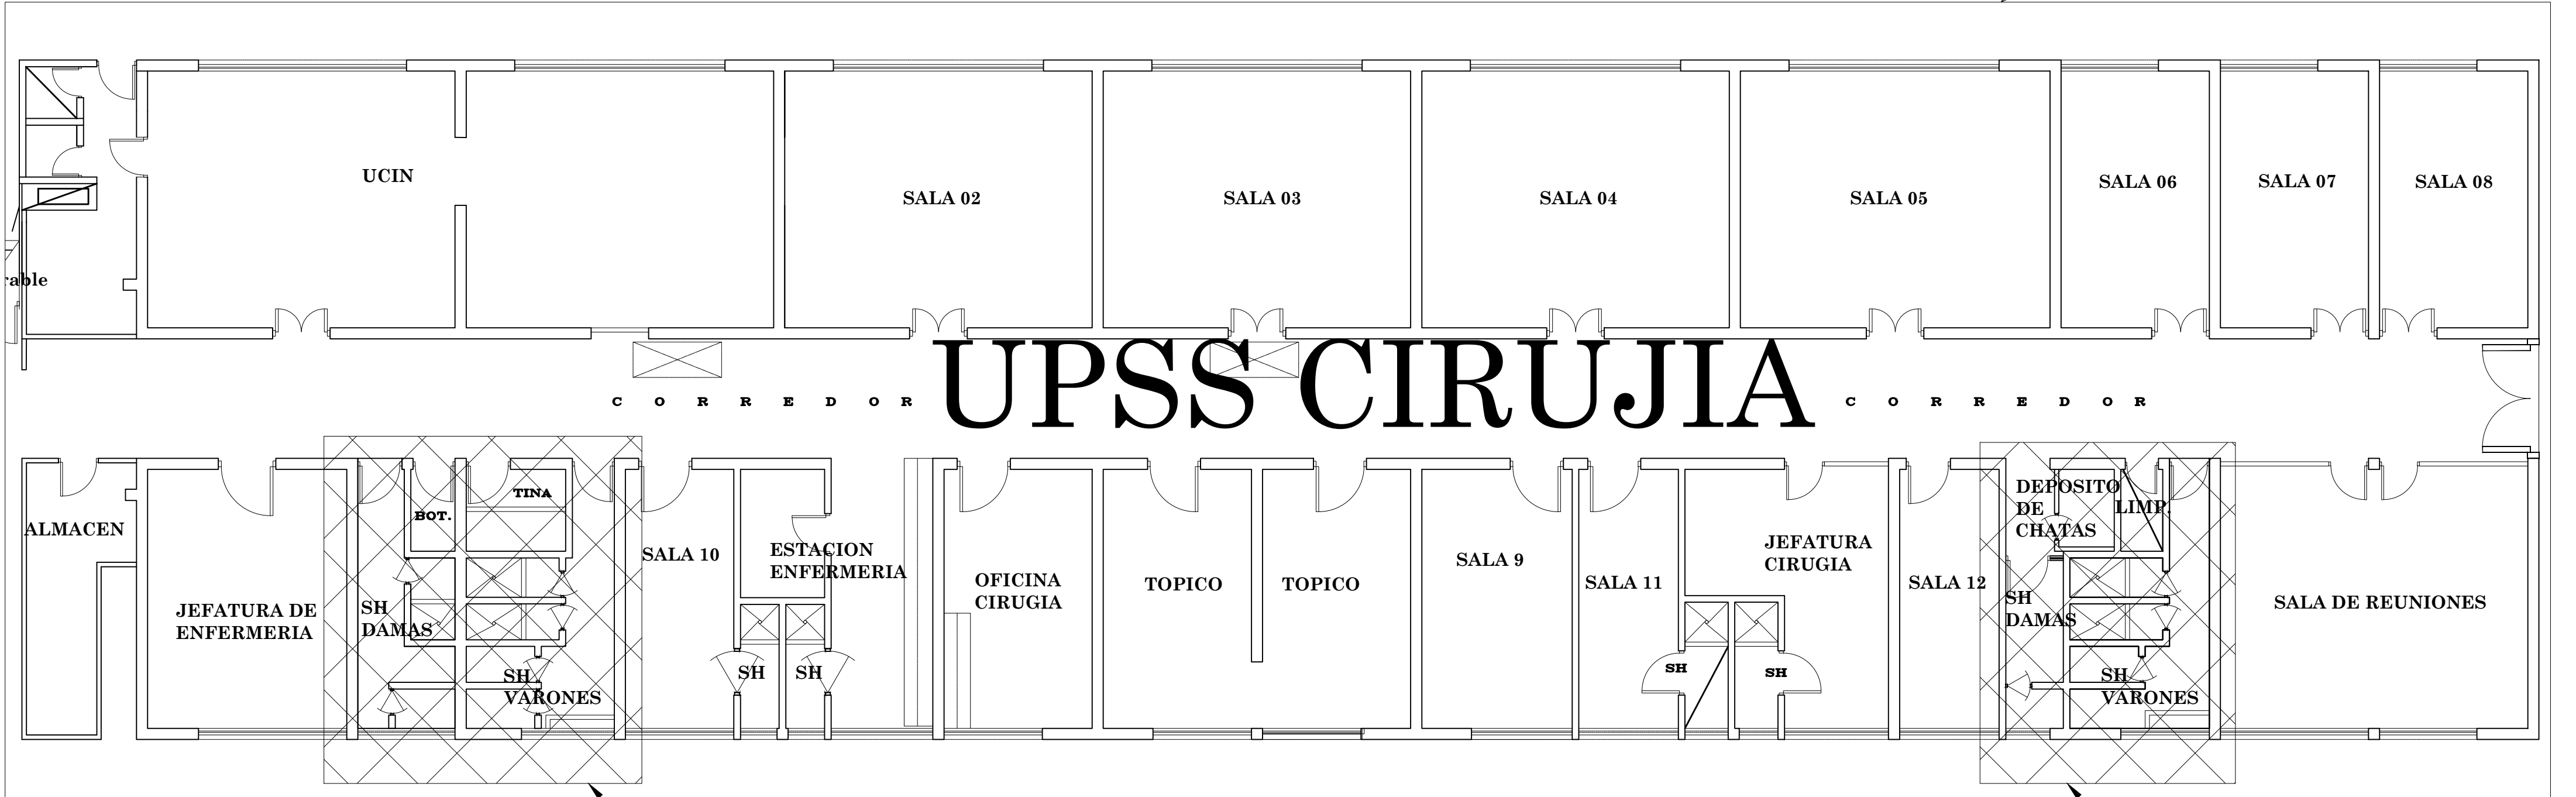 UCIN
SALA 02
SALA 03
SALA 04
SALA 05
SALA 06
SALA 07
SALA 08
rable
CORREDOR
UPSS CIRUJIA
CORREDOR
ALMACEN
JEFATURA DE
ENFERMERIA
SH
DAMAS
BOT.
TINA
SH
VARONES
SALA 10
ESTACION
ENFERMERIA
SH
SH
OFICINA
CIRUGIA
TOPICO
TOPICO
SALA 9
SALA 11
SH
JEFATURA
CIRUGIA
SH
SALA 12
DEPOSITO
DE
CHATAS
LIMP.
SH
DAMAS
SH
VARONES
SALA DE REUNIONES